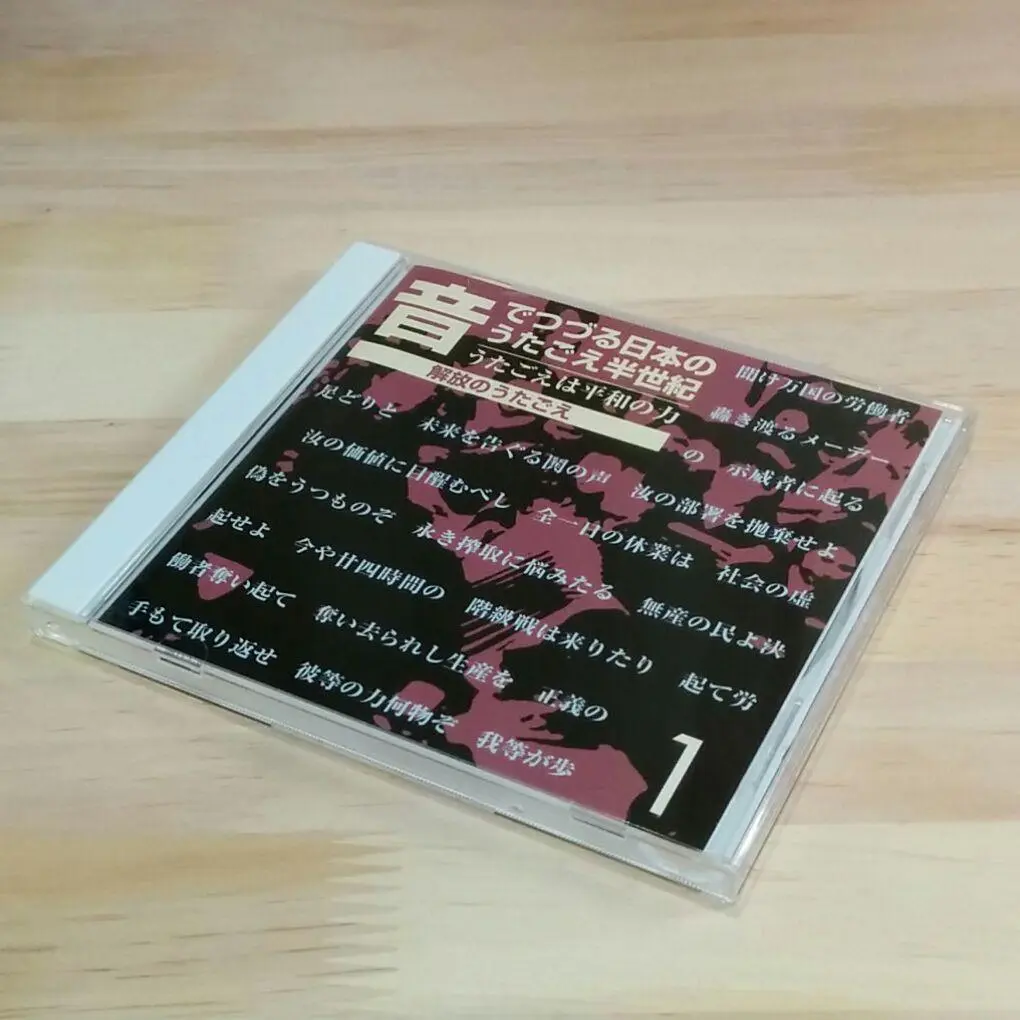 音でつづる日本の
うたごえ半世紀
うたごえは平和の力
解放のうたごえ
聞け万国の労働者
轟き渡るメーデー
の 示威者に起る
足どりと 未来を告ぐる鬨の声 汝の部署を抛棄せよ
汝の価値に目醒むべし 全一日の休業は 社会の虚
偽をうつものぞ 永き搾取に悩みたる 無産の民よ決
起せよ 今や廿四時間の 階級戦は来りたり 起て労
働者奮い起て 奪い去られし生産を 正義の
手もて取り返せ 彼等の力何物ぞ 我等が歩
1